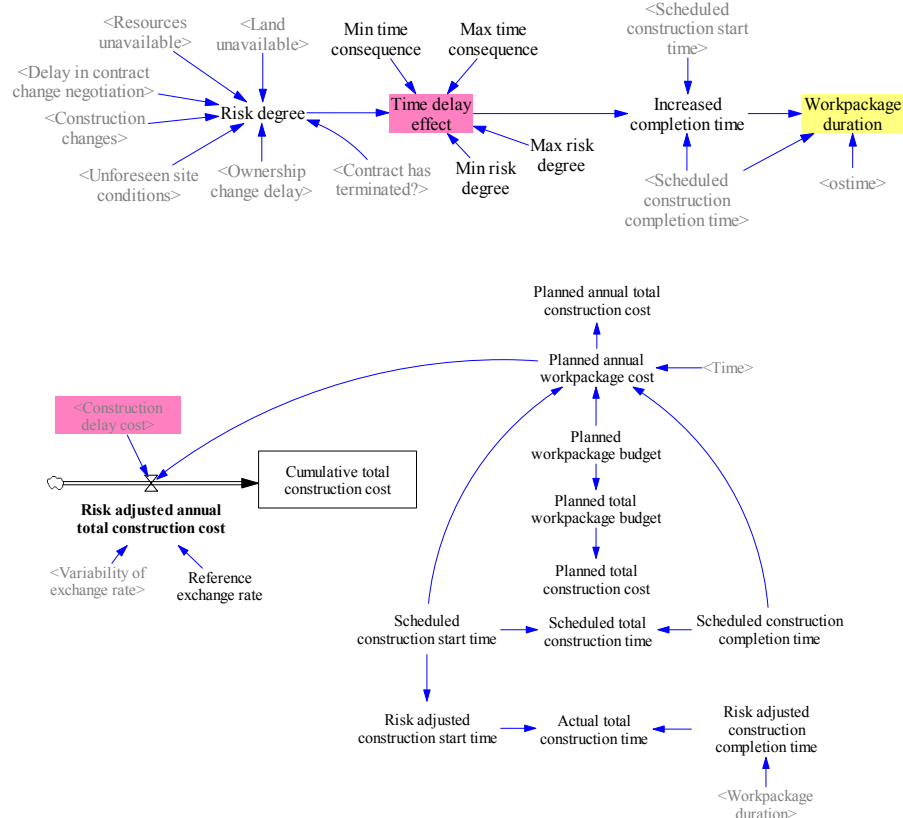 <Resources
unavailable>
<Land
unavailable>
Min time
consequence
Max time
consequence
<Scheduled
construction start
time>
<Delay in contract
change negotiation>
<Construction
changes>
Risk degree
Time delay
effect
Increased
completion time
Workpackage
duration
<Unforeseen site
conditions>
<Ownership
change delay>
<Contract has
terminated?>
Min risk
degree
Max risk
degree
<Scheduled
construction
completion time>
<ostime>
Planned annual total
construction cost
Planned annual
workpackage cost
<Time>
<Construction
delay cost>
Planned
workpackage budget
Cumulative total
construction cost
Planned total
workpackage budget
Risk adjusted annual
total construction cost
<Variability of
exchange rate>
Reference
exchange rate
Planned total
construction cost
Scheduled
construction start time
Scheduled total
construction time
Scheduled construction
completion time
Risk adjusted
construction start time
Actual total
construction time
Risk adjusted
construction
completion time
<Workpackage
duration>